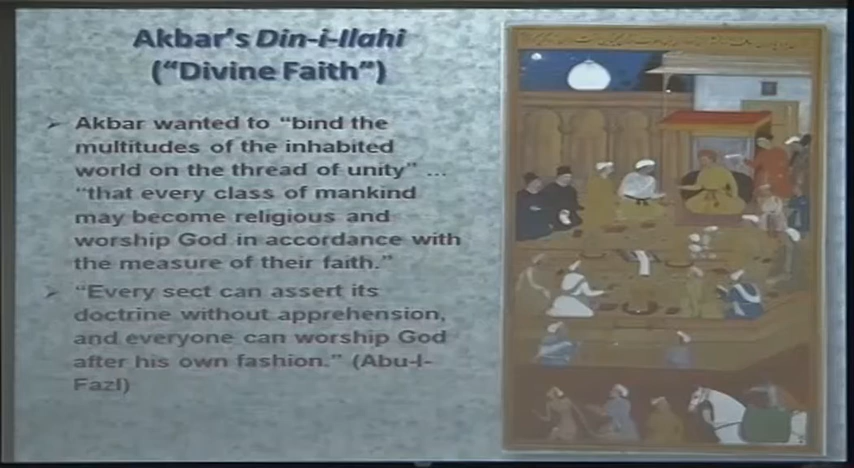 Akbar's Din-i-Ilahi
("Divine Faith")
Akbar wanted to "bind the
multitudes of the inhabited
world on the thread of unity" ...
"that every class of mankind
may become religious and
worship God in accordance with
the measure of their faith."
"Every sect can assert its
doctrine without apprehension,
and everyone can worship God
after his own fashion." (Abu-l-
Fazl)